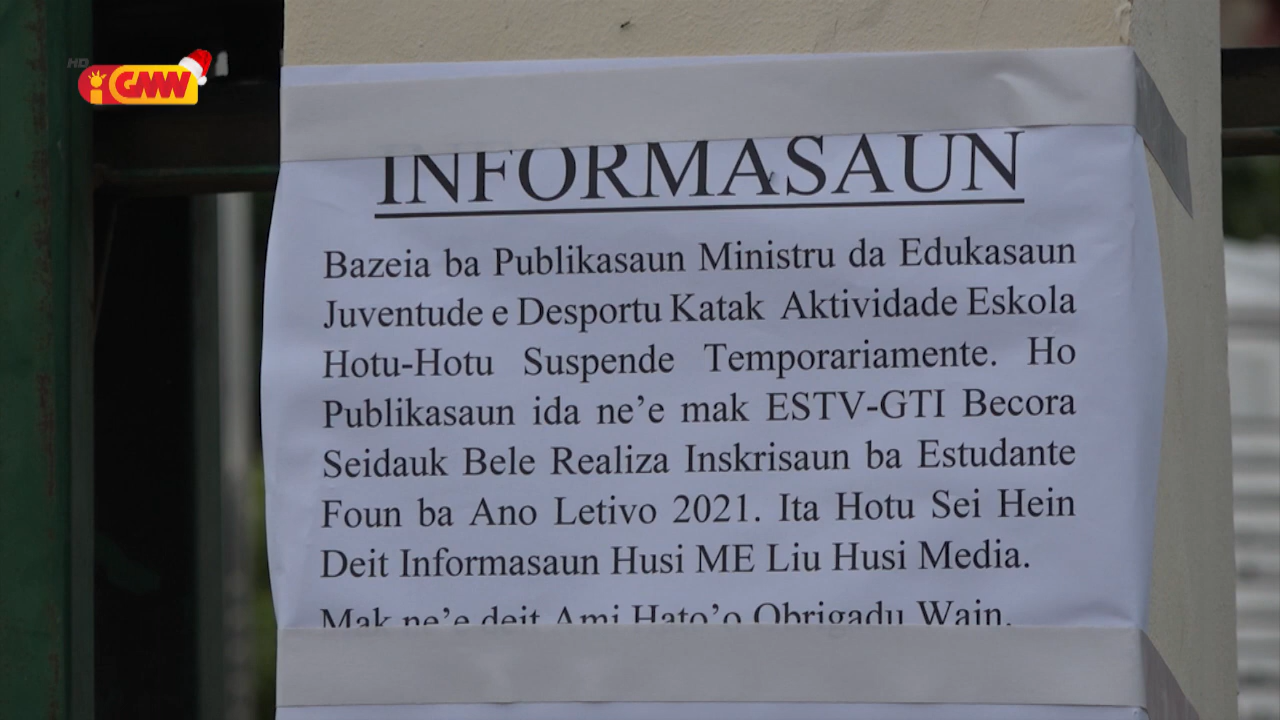 HD
GMN
INFORMASAUN
Bazeia ba Publikasaun Ministru da Edukasaun
Juventude e Desportu Katak Aktividade Eskola
Hotu-Hotu Suspende Temporariamente. Ho
Publikasaun ida ne’e mak ESTV-GTI Becora
Seidauk Bele Realiza Inskrisaun ba Estudante
Foun ba Ano Letivo 2021. Ita Hotu Sei Hein
Deit Informasaun Husi ME Liu Husi Media.
Mak ne’e deit Ami Hato’o Obrigadu Wain.